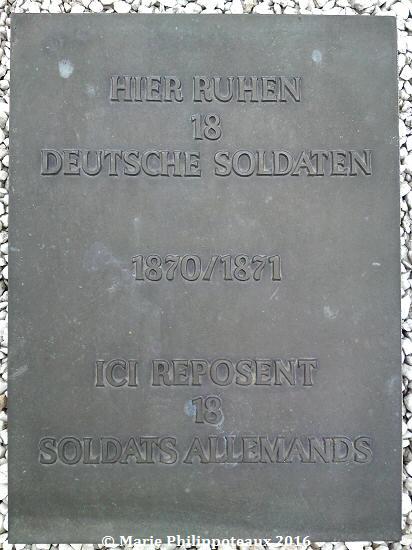 HIER RUHEN
18
DEUTSCHE SOLDATEN
1870/1871
ICI REPOSENT
18
SOLDATS ALLEMANDS
© Marie Philippoteaux 2016